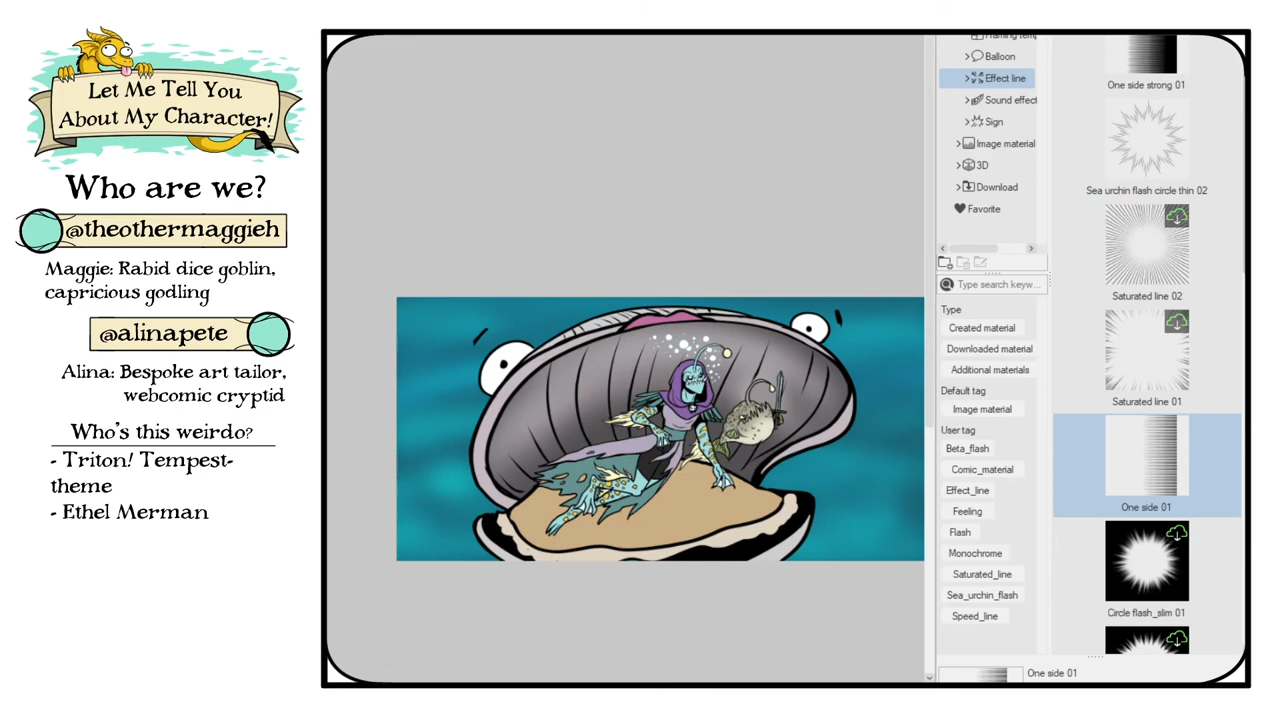 Let Me Tell You
About My Character!
Who are we?
@theothermaggieh
Maggie: Rabid dice goblin,
capricious godling
@alinapete
Alina: Bespoke art tailor,
webcomic cryptid
Who's this weirdo?
- Triton! Tempest-
theme
- Ethel Merman
Balloon
Effect line
Sound effect
Sign
Image material
3D
Download
Favorite
Type search keyw...
Type
Created material
Downloaded material
Additional materials
Default tag
Image material
User tag
Beta_flash
Comic_material
Effect_line
Feeling
Flash
Monochrome
Saturated_line
Sea_urchin_flash
Speed_line
One side strong 01
Sea urchin flash circle thin 02
Saturated line 02
Saturated line 01
One side 01
Circle flash_slim 01
One side 01